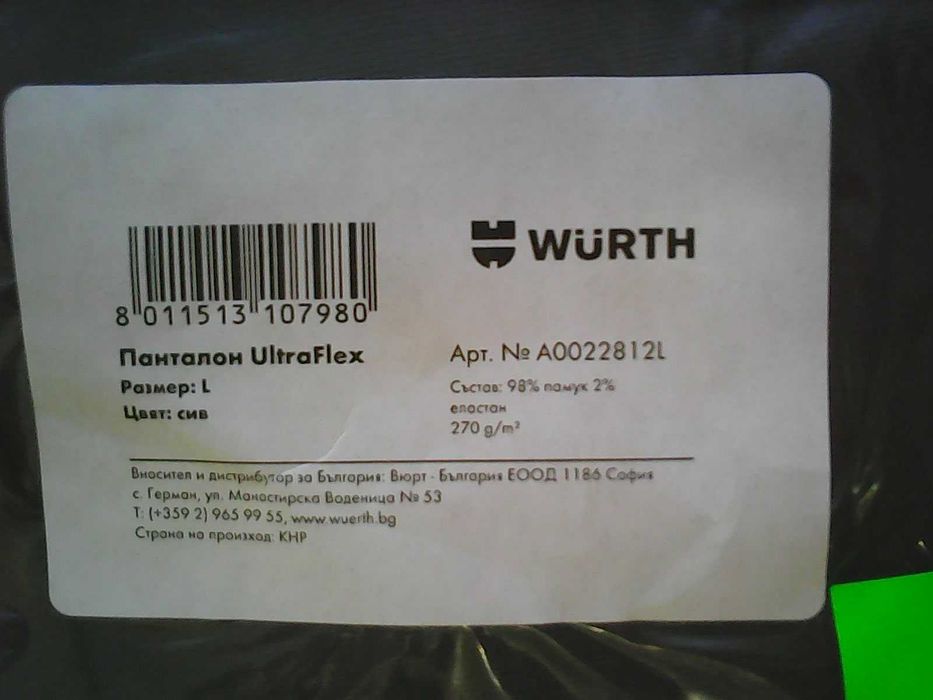 WÜRTH
8 011513 107980
Панталон UltraFlex
Размер: L
Цвят: сив
Арт. № A0022812L
Състав: 98% памук 2%
еластан
270 g/m²
Вносител и дистрибутор за България: Вюрт - България ЕООД 1186 София
с. Герман, ул. Манастирска Воденица № 53
Т: (+359 2) 965 99 55, www.wuerth.bg
Страна на произход: КНР